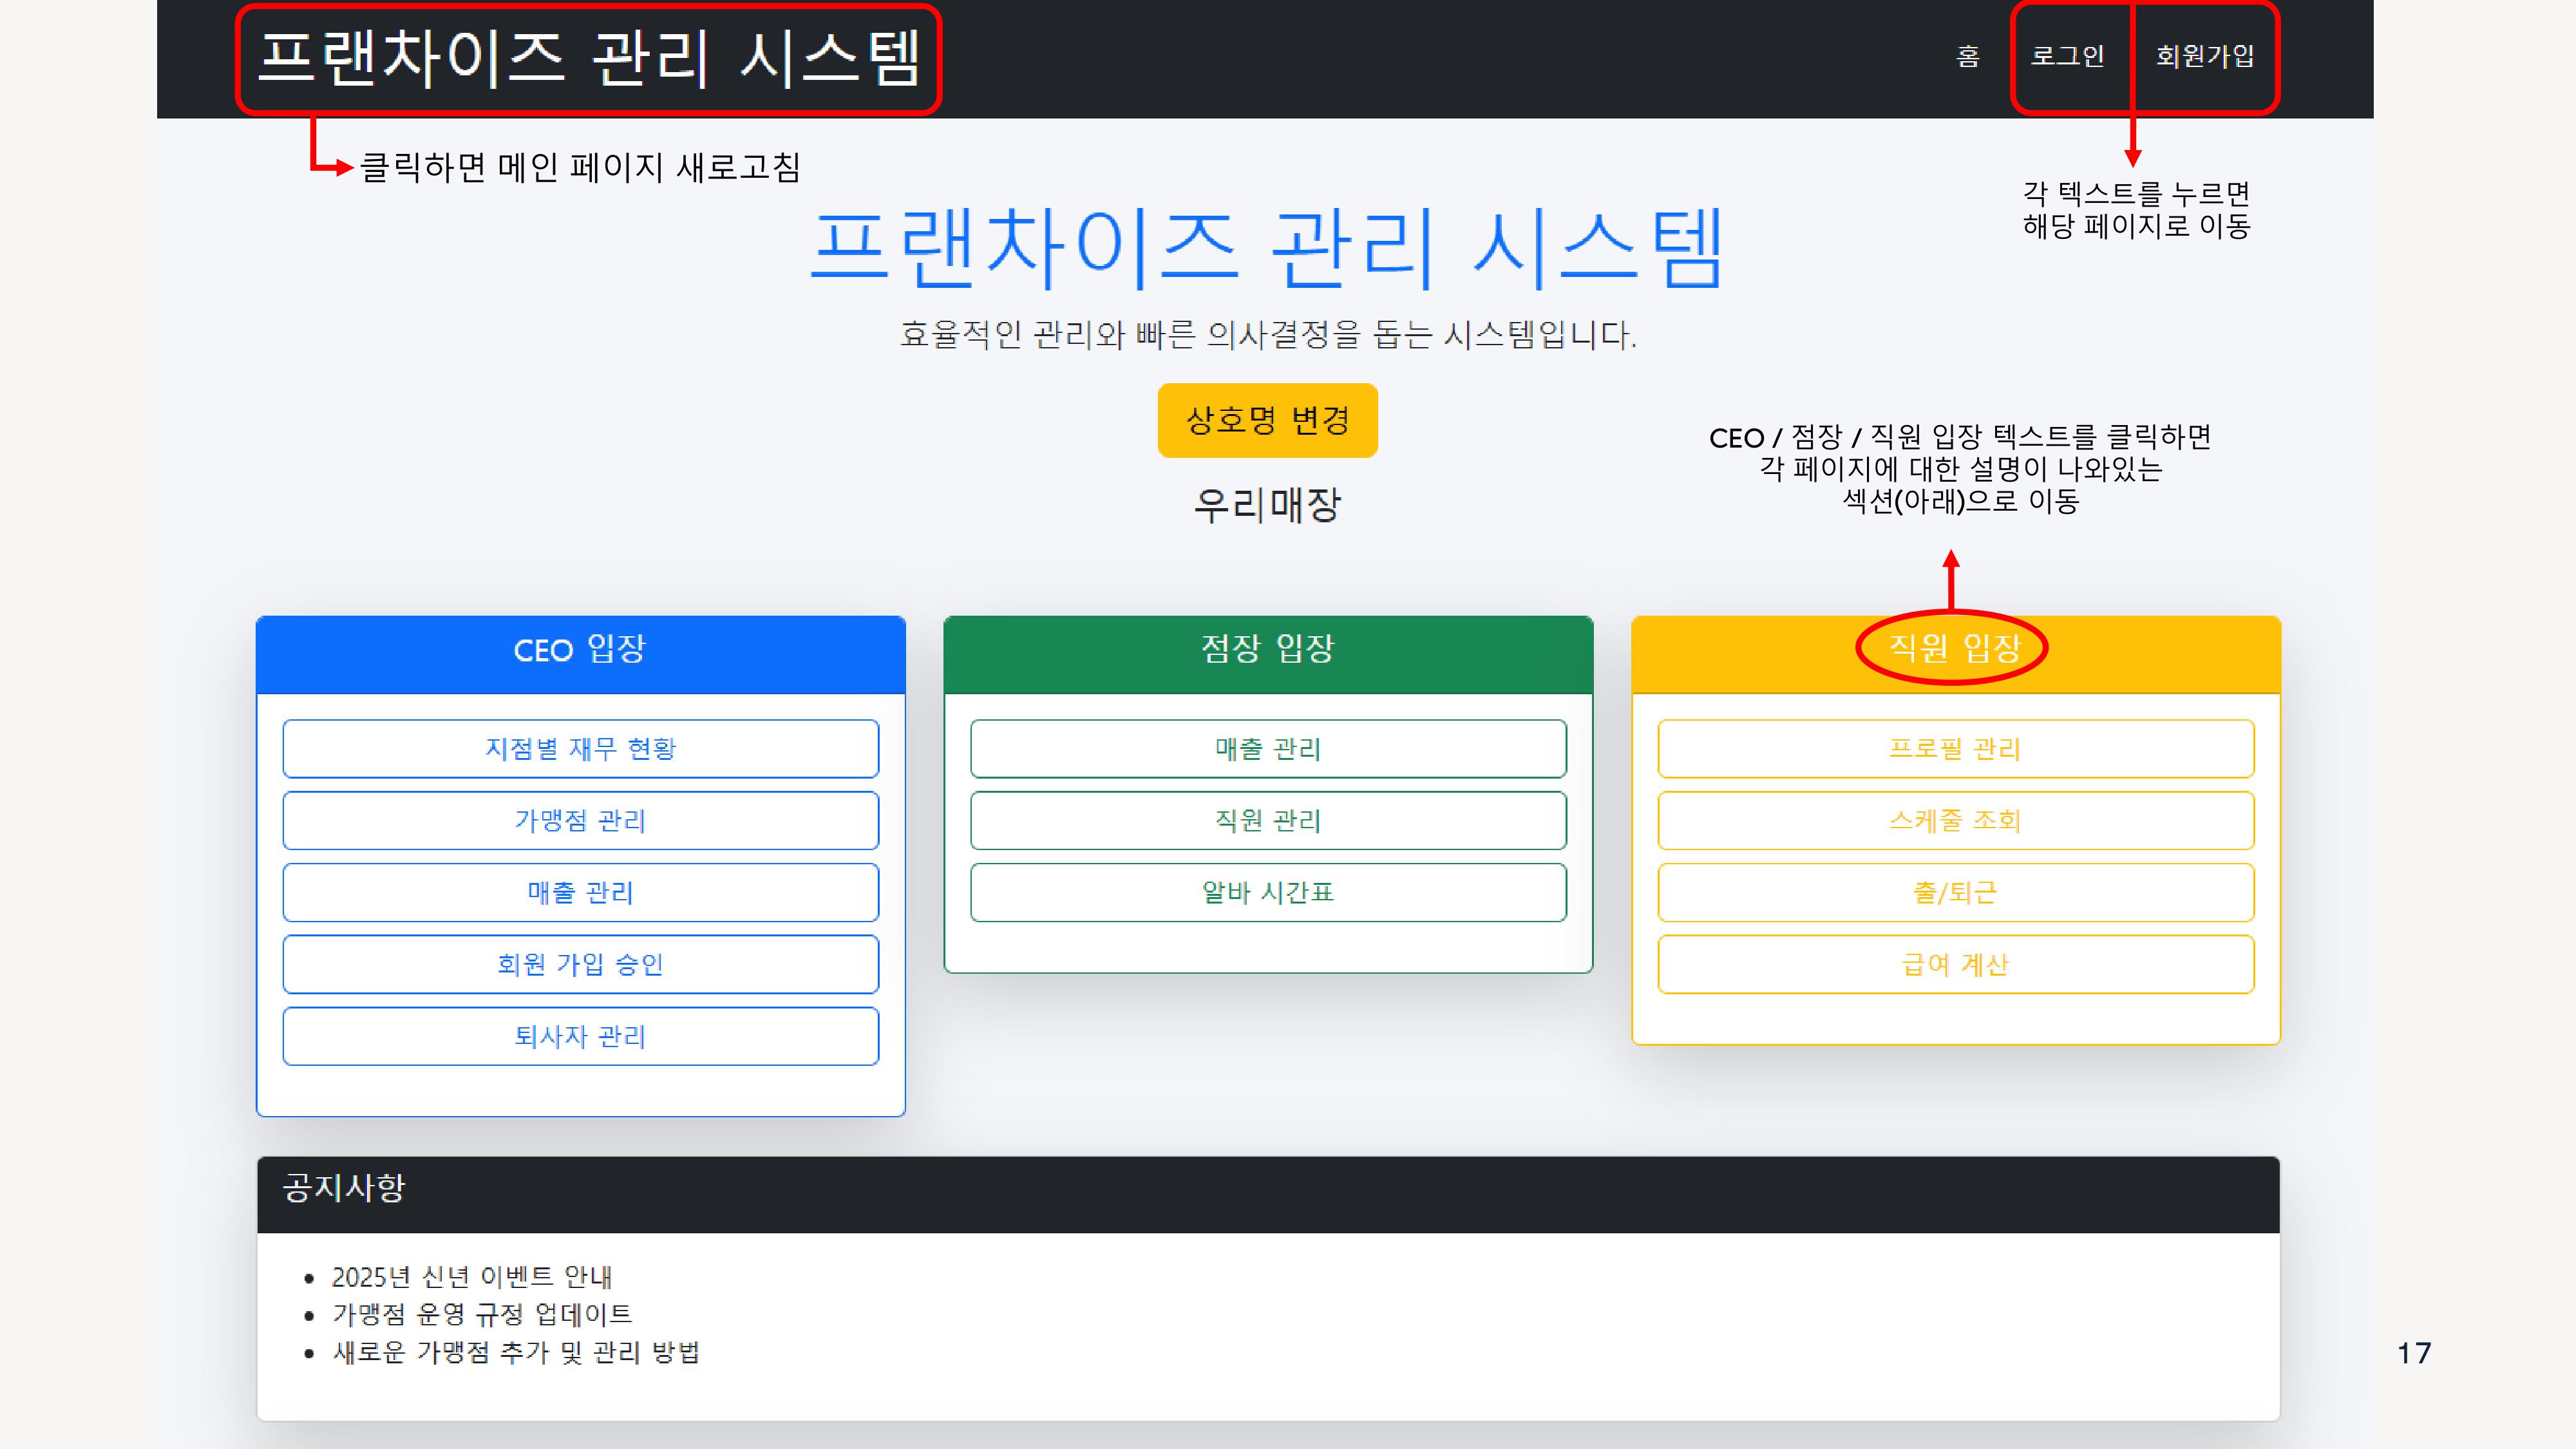 프랜차이즈 관리 시스템
홈
로그인
회원가입
클릭하면 메인 페이지 새로고침
각 텍스트를 누르면
해당 페이지로 이동
프랜차이즈 관리 시스템
효율적인 관리와 빠른 의사결정을 돕는 시스템입니다.
상호명 변경
우리매장
CEO / 점장 / 직원 입장 텍스트를 클릭하면
각 페이지에 대한 설명이 나와있는
섹션(아래)으로 이동
CEO 입장
지점별 재무 현황
가맹점 관리
매출 관리
회원 가입 승인
퇴사자 관리
점장 입장
매출 관리
직원 관리
알바 시간표
직원 입장
프로필 관리
스케줄 조회
출/퇴근
급여 계산
공지사항
• 2025년 신년 이벤트 안내
• 가맹점 운영 규정 업데이트
• 새로운 가맹점 추가 및 관리 방법
17